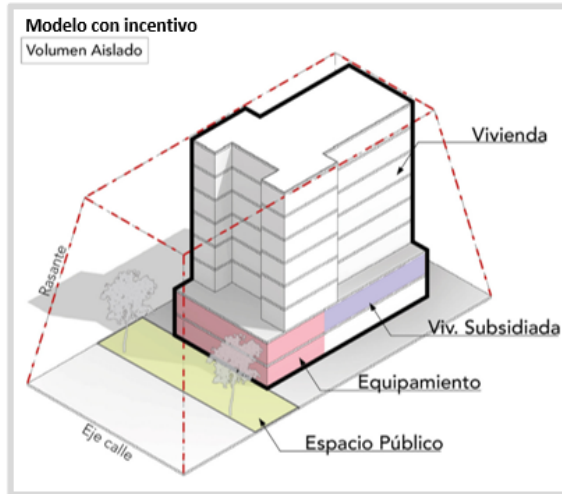 Modelo con incentivo
Volumen Aislado
Vivienda
Rasante
Viv. Subsidiada
Equipamiento
Eje calle
Espacio Público